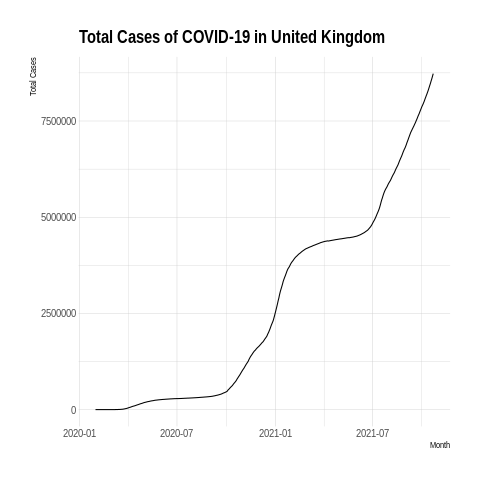 Total Cases of COVID-19 in United Kingdom
Total Cases
7500000
5000000
2500000
0
2020-01 2020-07 2021-01 2021-07
Month